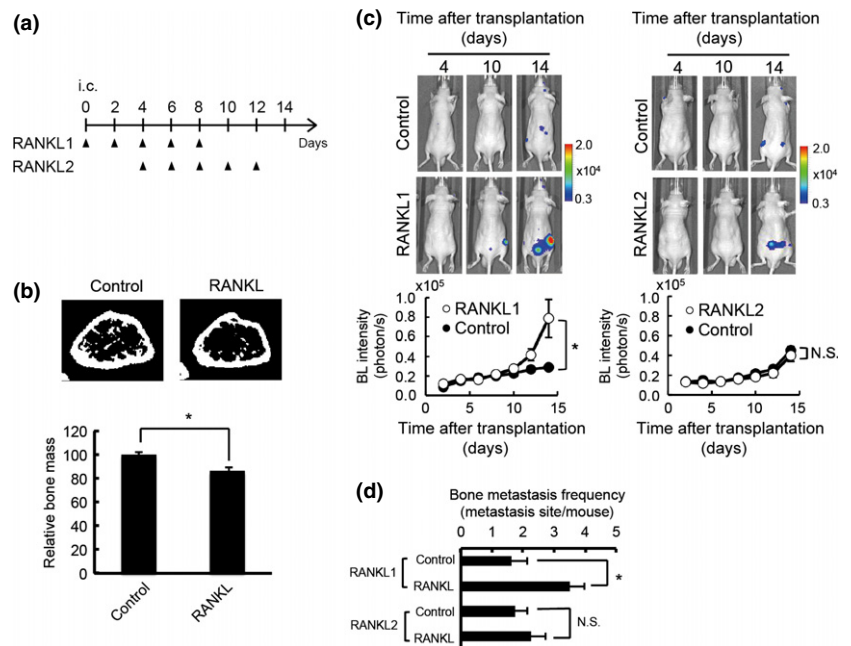 (a)
i.c.
0 2 4 6 8 10 12 14
Days
RANKL1
RANKL2
(b)
Control RANKL
Relative bone mass
120
100
80
60
40
20
0
*
Control RANKL
(c)
Time after transplantation
(days)
4 10 14
Control
RANKL1
2.0
x10⁴
0.3
x10⁵
BL intensity
(photon/s)
1.0
0.8
0.6
0.4
0.2
0.0
RANKL1
Control
*
0 5 10 15
Time after transplantation
(days)
Time after transplantation
(days)
4 10 14
Control
RANKL2
2.0
x10⁴
0.3
x10⁵
BL intensity
(photon/s)
1.0
0.8
0.6
0.4
0.2
0.0
RANKL2
Control
N.S.
0 5 10 15
Time after transplantation
(days)
(d)
Bone metastasis frequency
(metastasis site/mouse)
0 1 2 3 4 5
RANKL1
Control
RANKL
*
RANKL2
Control
RANKL
N.S.